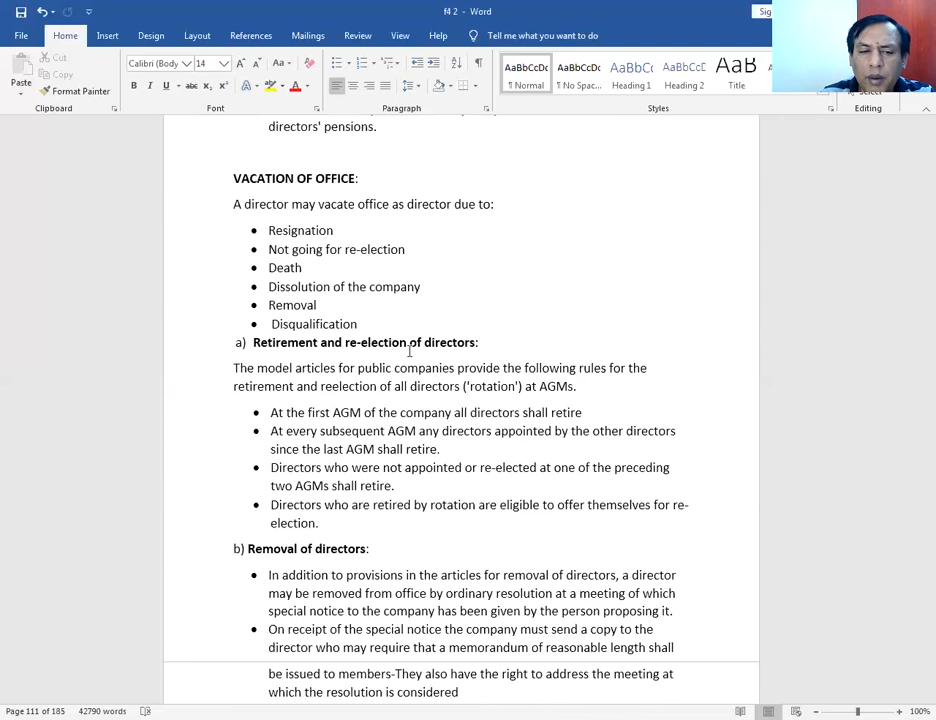 f4 2 - Word
Sig
File
Home
Insert
Design
Layout
References
Mailings
Review
View
Help
Tell me what you want to do
Paste
Cut
Copy
Format Painter
Clipboard
Calibri (Body
14
Font
Paragraph
AaBbCcDc
¶ Normal
AaBbCcDc
¶ No Spac...
AaBbCc
Heading 1
AaBbCcD
Heading 2
AaB
Title
Styles
Editing
directors' pensions.
VACATION OF OFFICE:
A director may vacate office as director due to:
• Resignation
• Not going for re-election
• Death
• Dissolution of the company
• Removal
• Disqualification
a) Retirement and re-election of directors:
The model articles for public companies provide the following rules for the
retirement and reelection of all directors ('rotation') at AGMs.
• At the first AGM of the company all directors shall retire
• At every subsequent AGM any directors appointed by the other directors
since the last AGM shall retire.
• Directors who were not appointed or re-elected at one of the preceding
two AGMs shall retire.
• Directors who are retired by rotation are eligible to offer themselves for re-
election.
b) Removal of directors:
• In addition to provisions in the articles for removal of directors, a director
may be removed from office by ordinary resolution at a meeting of which
special notice to the company has been given by the person proposing it.
• On receipt of the special notice the company must send a copy to the
director who may require that a memorandum of reasonable length shall
be issued to members-They also have the right to address the meeting at
which the resolution is considered
Page 111 of 185
42790 words
100%